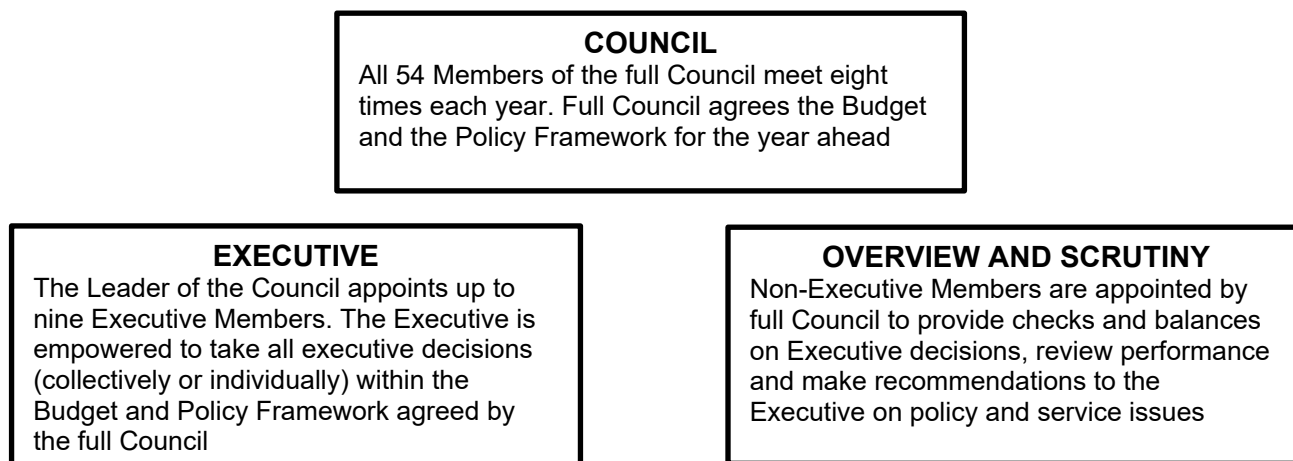 COUNCIL
All 54 Members of the full Council meet eight
times each year. Full Council agrees the Budget
and the Policy Framework for the year ahead
EXECUTIVE
The Leader of the Council appoints up to
nine Executive Members. The Executive is
empowered to take all executive decisions
(collectively or individually) within the
Budget and Policy Framework agreed by
the full Council
OVERVIEW AND SCRUTINY
Non-Executive Members are appointed by
full Council to provide checks and balances
on Executive decisions, review performance
and make recommendations to the
Executive on policy and service issues